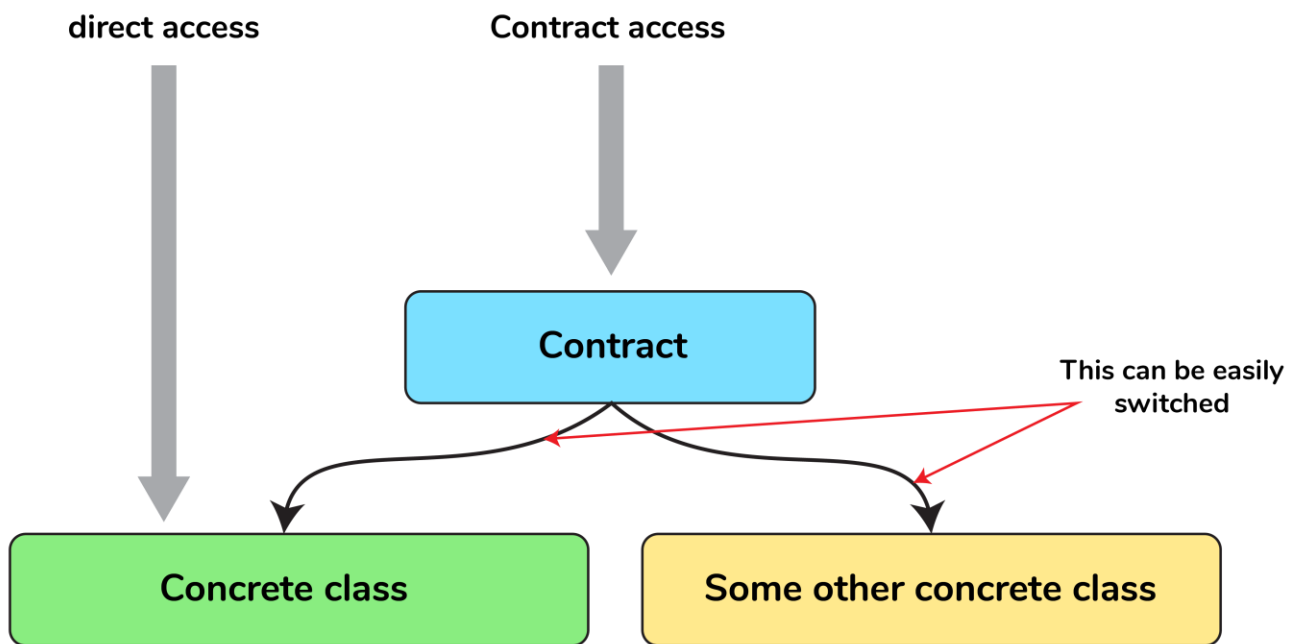 direct access
Contract access
Contract
This can be easily
switched
Concrete class
Some other concrete class